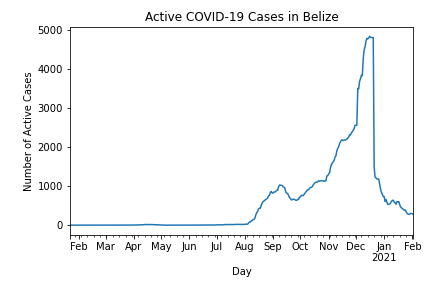 Active COVID-19 Cases in Belize
Number of Active Cases
5000
4000
3000
2000
1000
0
Feb Mar Apr May Jun Jul Aug Sep Oct Nov Dec Jan Feb
2021
Day